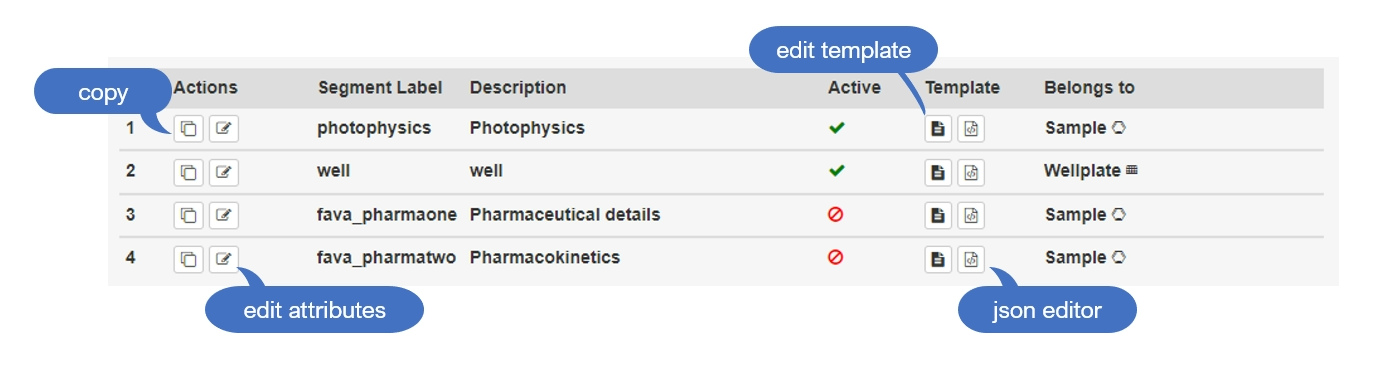 edit template
copy
Actions Segment Label Description Active Template Belongs to
1 photophysics Photophysics Sample
2 well well Wellplate
3 fava_pharmaone Pharmaceutical details Sample
4 fava_pharmatwo Pharmacokinetics Sample
edit attributes
json editor